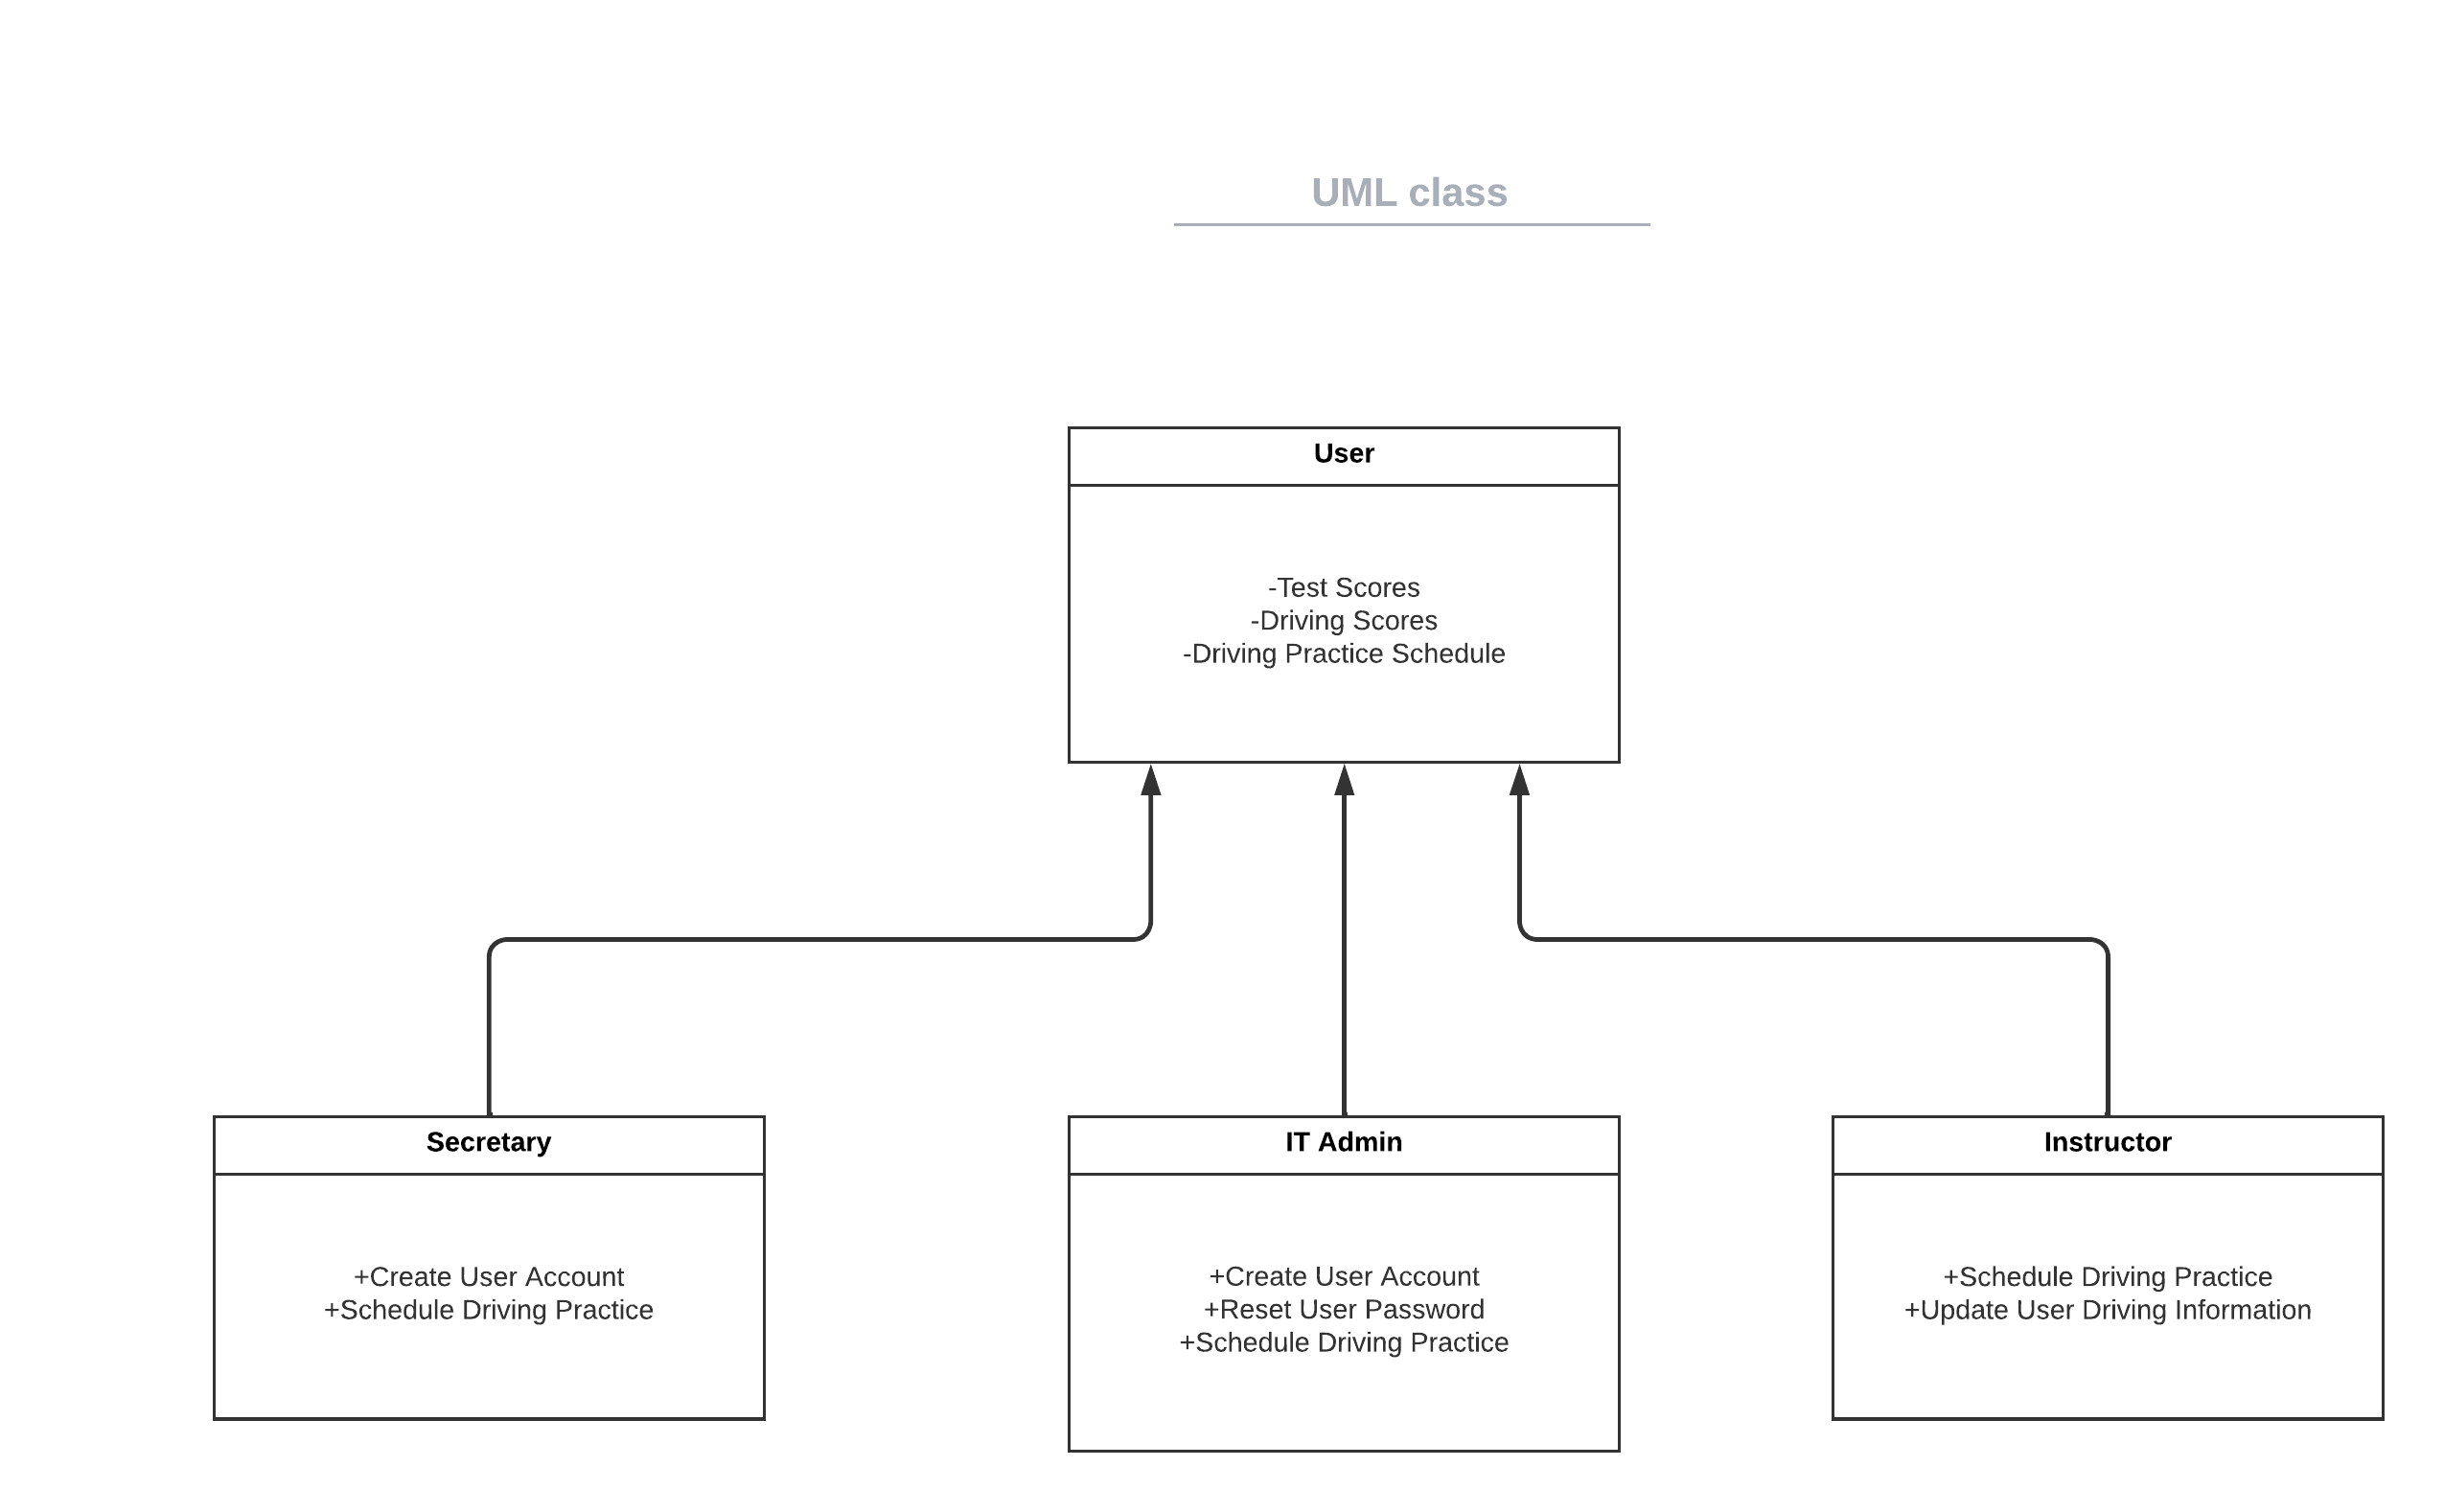 UML class
User
-Test Scores
-Driving Scores
-Driving Practice Schedule
Secretary
+Create User Account
+Schedule Driving Practice
IT Admin
+Create User Account
+Reset User Password
+Schedule Driving Practice
Instructor
+Schedule Driving Practice
+Update User Driving Information